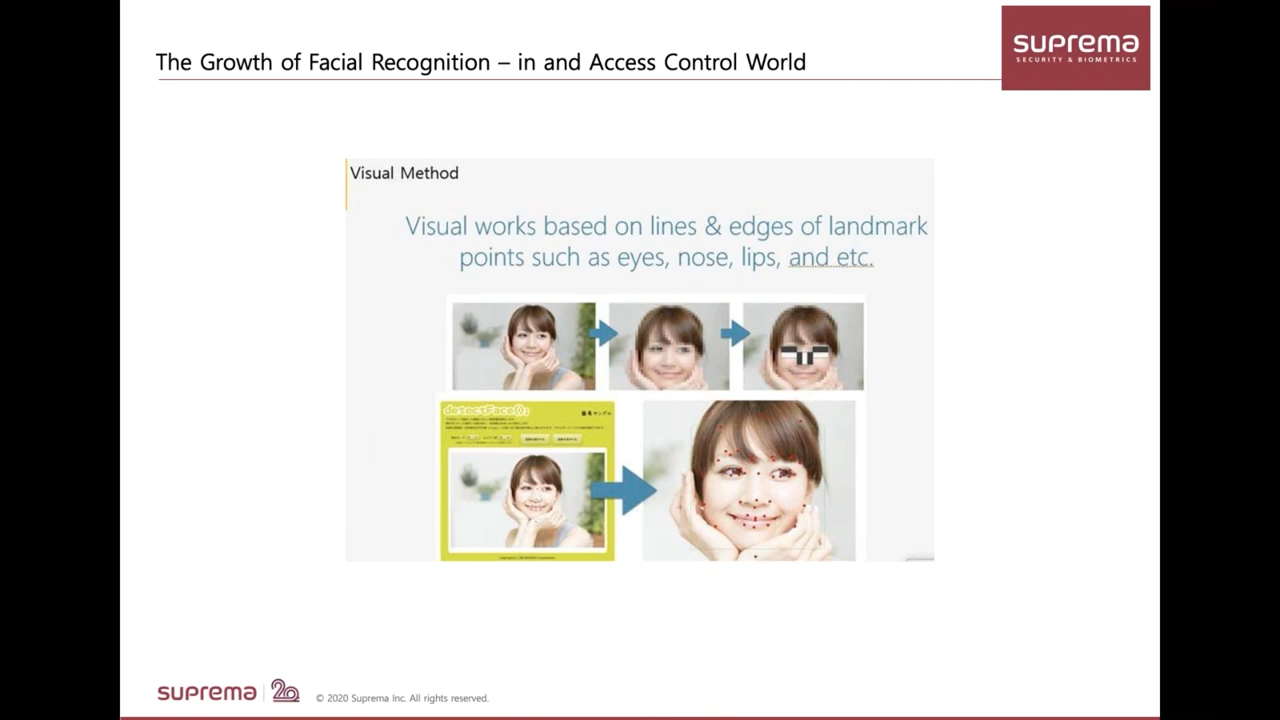 The Growth of Facial Recognition – in and Access Control World
suprema
SECURITY & BIOMETRICS
Visual Method
Visual works based on lines & edges of landmark
points such as eyes, nose, lips, and etc.
detectFace();
suprema
© 2020 Suprema Inc. All rights reserved.